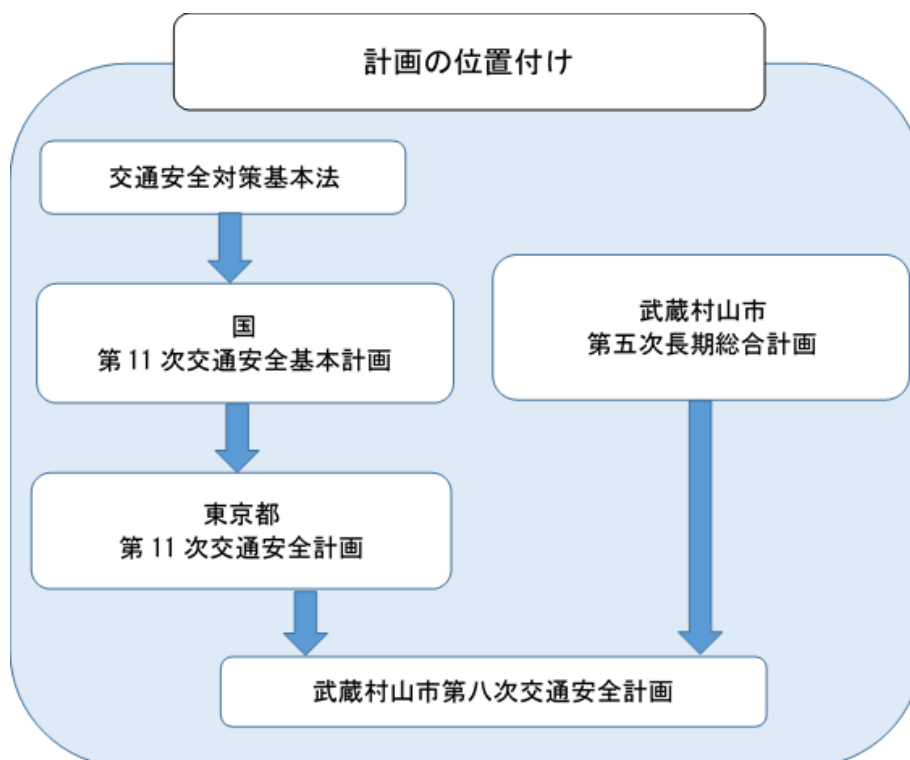 計画の位置付け
交通安全対策基本法
国
第 11 次交通安全基本計画
武蔵村山市
第五次長期総合計画
東京都
第 11 次交通安全計画
武蔵村山市第八次交通安全計画